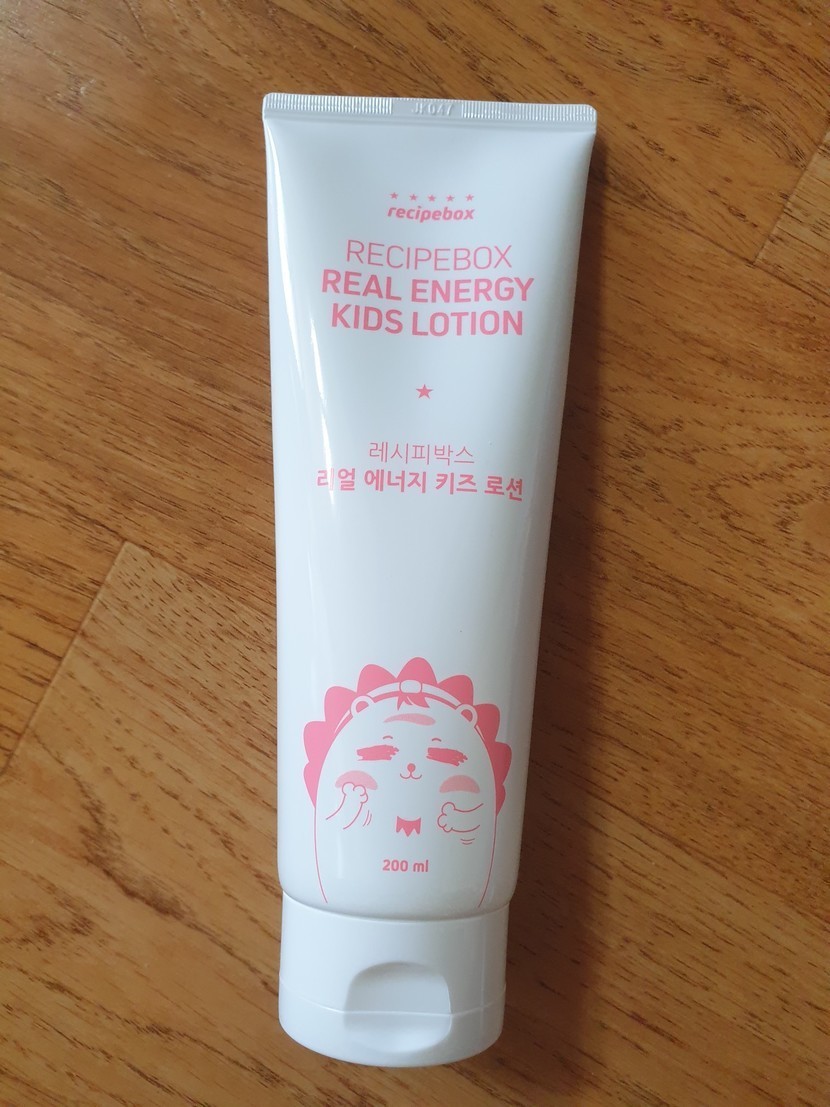 recipebox
RECIPEBOX
REAL ENERGY
KIDS LOTION
레시피박스
리얼 에너지 키즈 로션
200 ml